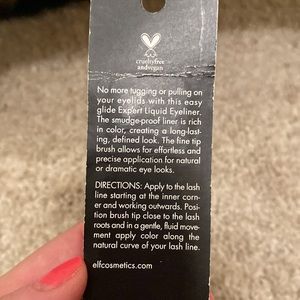 crueltyfree
andvegan
No more tugging or pulling on
your eyelids with this easy
glide Expert Liquid Eyeliner.
The smudge-proof liner is rich
in color, creating a long-last-
ing, defined look. The fine tip
brush allows for effortless and
precise application for natural
or dramatic eye looks.
DIRECTIONS: Apply to the lash
line starting at the inner corn-
er and working outwards. Posi-
tion brush tip close to the lash
roots and in a gentle, fluid move-
ment apply color along the
natural curve of your lash line.
elfcosmetics.com